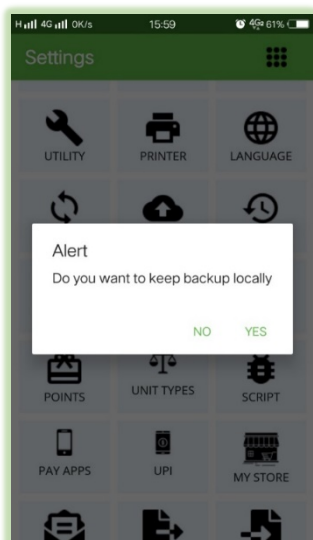 H 4G 0K/s 15:59 4G 61%
Settings
UTILITY PRINTER LANGUAGE
Alert
Do you want to keep backup locally
NO YES
POINTS UNIT TYPES SCRIPT
PAY APPS UPI MY STORE